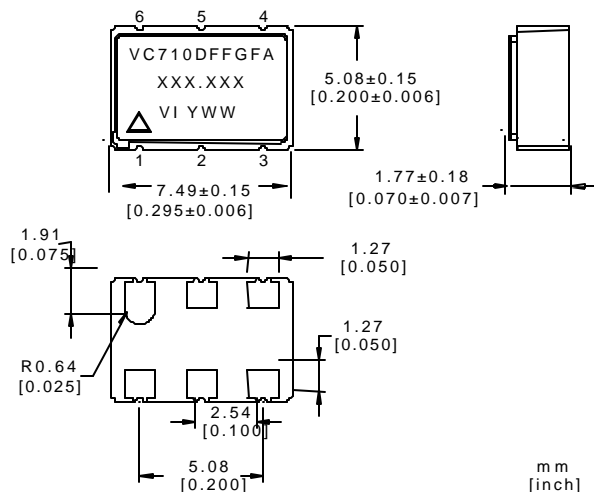 6 5 4
VC710DFFGFA
XXX.XXX
VI YWW
1 2 3
5.08±0.15
[0.200±0.006]
7.49±0.15
[0.295±0.006]
1.77±0.18
[0.070±0.007]
1.91
[0.075]
1.27
[0.050]
1.27
[0.050]
R0.64
[0.025]
2.54
[0.100]
5.08
[0.200]
mm
[inch]